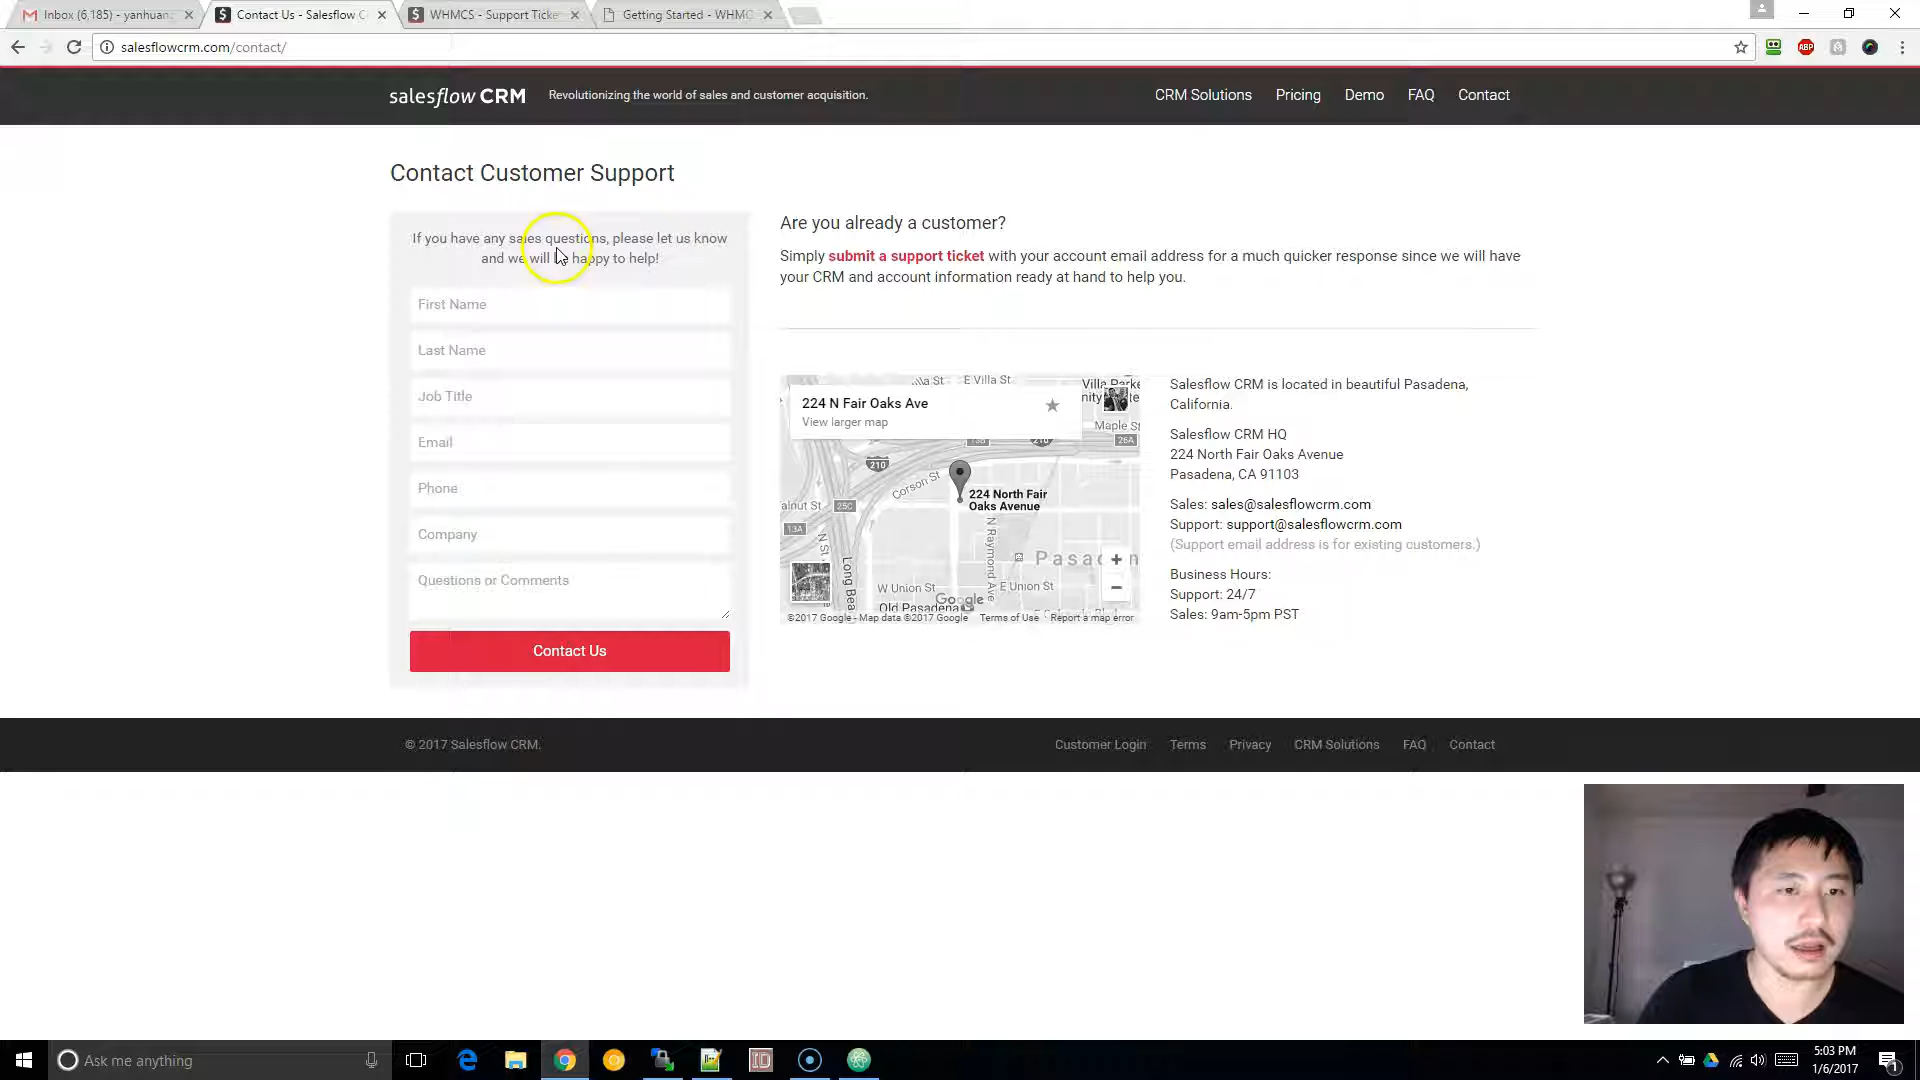 Inbox (6,185) - yanhuan
Contact Us - Salesflow C
WHMCS - Support Ticke
Getting Started - WHMC
salesflowcrm.com/contact/
ABP
salesflow CRM
Revolutionizing the world of sales and customer acquisition.
CRM Solutions
Pricing
Demo
FAQ
Contact
Contact Customer Support
If you have any sales questions, please let us know
and we will be happy to help!
First Name
Last Name
Job Title
Email
Phone
Company
Questions or Comments
Contact Us
Are you already a customer?
Simply submit a support ticket with your account email address for a much quicker response since we will have
your CRM and account information ready at hand to help you.
E Villa St
224 N Fair Oaks Ave
View larger map
Maple St
26A
210
210
Corson St
224 North Fair
Oaks Avenue
25C
13A
N Raymond Ave
Long Bea
W Union St
E Union St
Google
Old Pasadena
©2017 Google - Map data ©2017 Google
Terms of Use
Report a map error
Salesflow CRM is located in beautiful Pasadena,
California.
Salesflow CRM HQ
224 North Fair Oaks Avenue
Pasadena, CA 91103
Sales: sales@salesflowcrm.com
Support: support@salesflowcrm.com
(Support email address is for existing customers.)
Business Hours:
Support: 24/7
Sales: 9am-5pm PST
© 2017 Salesflow CRM.
Customer Login
Terms
Privacy
CRM Solutions
FAQ
Contact
Ask me anything
5:03 PM
1/6/2017